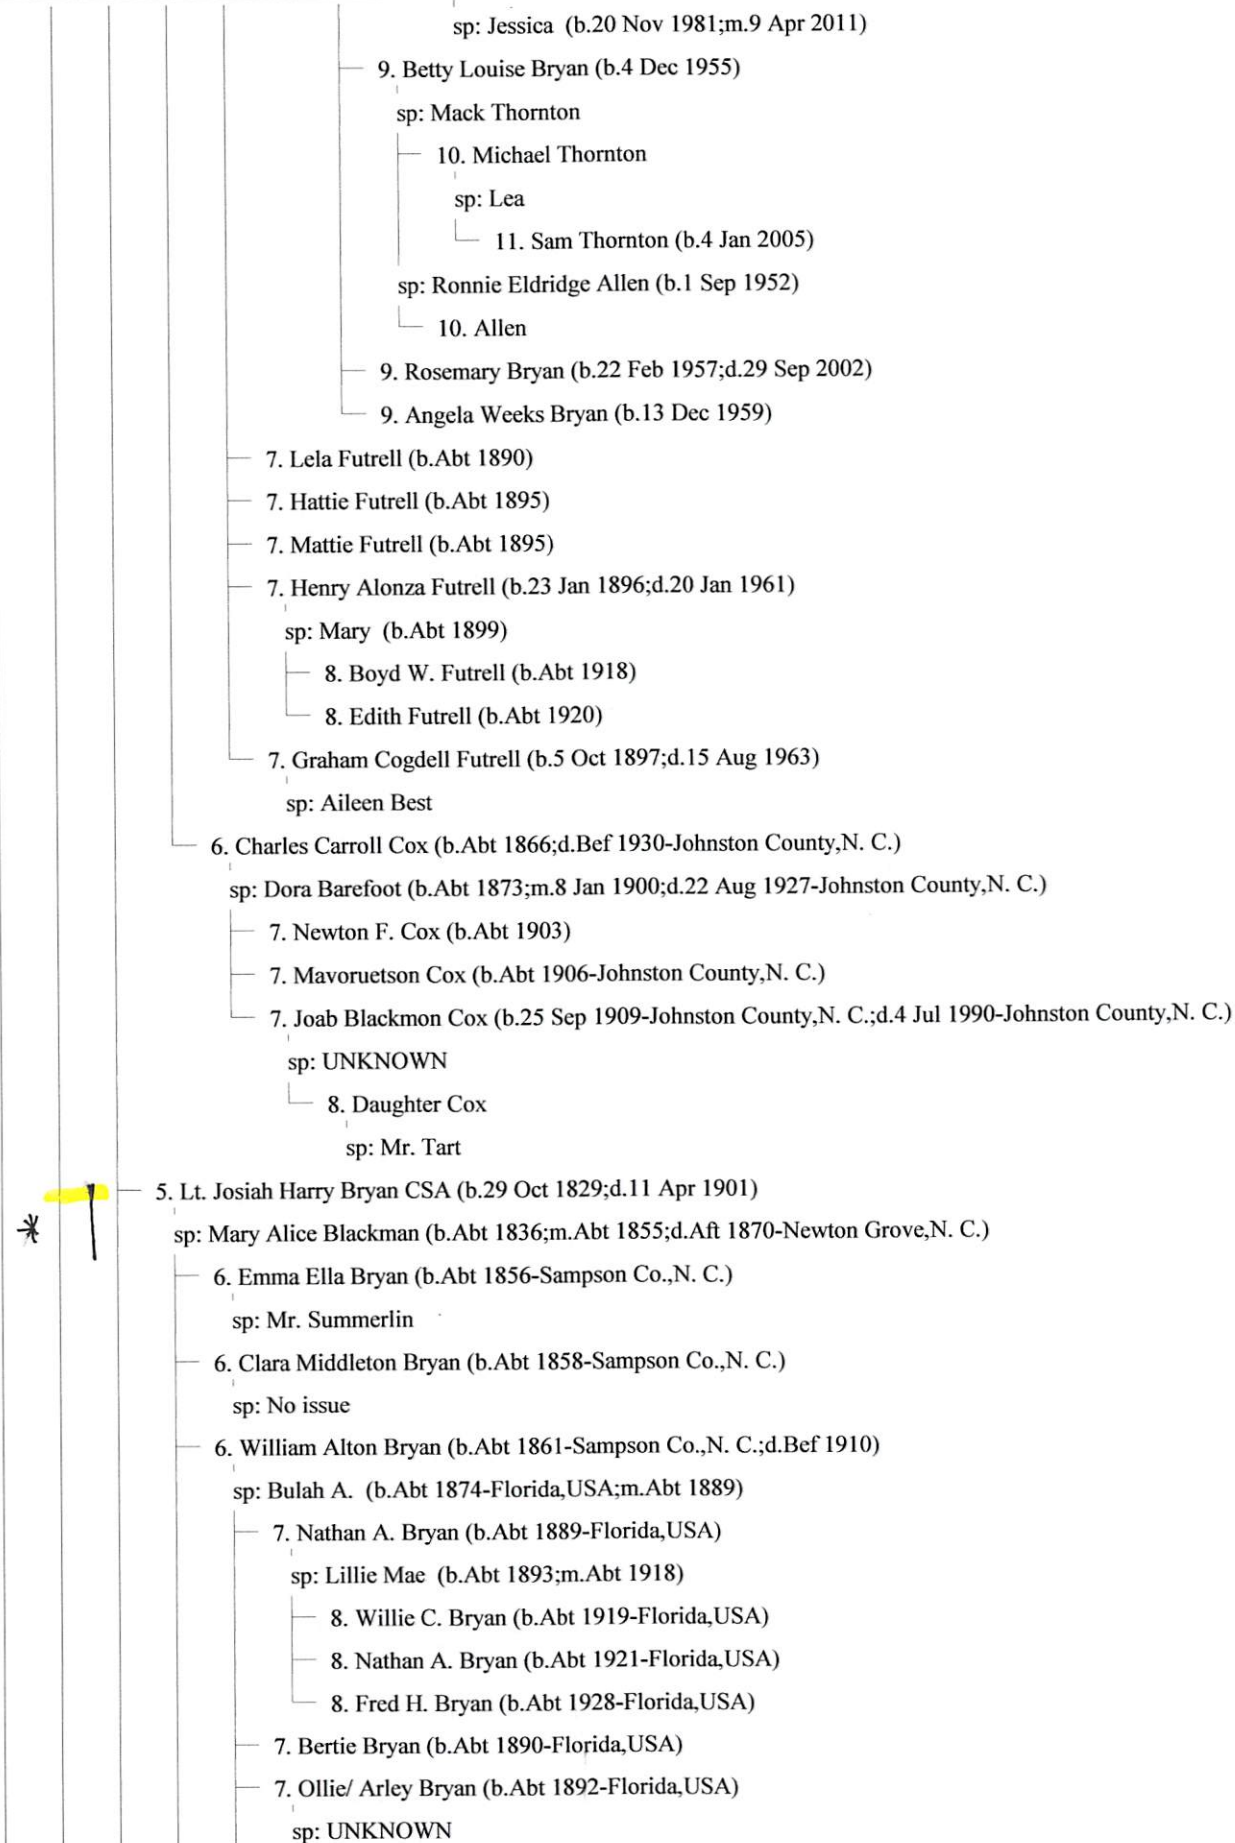 sp: Jessica (b.20 Nov 1981;m.9 Apr 2011)
9. Betty Louise Bryan (b.4 Dec 1955)
sp: Mack Thornton
10. Michael Thornton
sp: Lea
11. Sam Thornton (b.4 Jan 2005)
sp: Ronnie Eldridge Allen (b.1 Sep 1952)
10. Allen
9. Rosemary Bryan (b.22 Feb 1957;d.29 Sep 2002)
9. Angela Weeks Bryan (b.13 Dec 1959)
7. Lela Futrell (b.Abt 1890)
7. Hattie Futrell (b.Abt 1895)
7. Mattie Futrell (b.Abt 1895)
7. Henry Alonza Futrell (b.23 Jan 1896;d.20 Jan 1961)
sp: Mary (b.Abt 1899)
8. Boyd W. Futrell (b.Abt 1918)
8. Edith Futrell (b.Abt 1920)
7. Graham Cogdell Futrell (b.5 Oct 1897;d.15 Aug 1963)
sp: Aileen Best
6. Charles Carroll Cox (b.Abt 1866;d.Bef 1930-Johnston County,N. C.)
sp: Dora Barefoot (b.Abt 1873;m.8 Jan 1900;d.22 Aug 1927-Johnston County,N. C.)
7. Newton F. Cox (b.Abt 1903)
7. Mavoruetson Cox (b.Abt 1906-Johnston County,N. C.)
7. Joab Blackmon Cox (b.25 Sep 1909-Johnston County,N. C.;d.4 Jul 1990-Johnston County,N. C.)
sp: UNKNOWN
8. Daughter Cox
sp: Mr. Tart
5. Lt. Josiah Harry Bryan CSA (b.29 Oct 1829;d.11 Apr 1901)
* sp: Mary Alice Blackman (b.Abt 1836;m.Abt 1855;d.Aft 1870-Newton Grove,N. C.)
6. Emma Ella Bryan (b.Abt 1856-Sampson Co.,N. C.)
sp: Mr. Summerlin
6. Clara Middleton Bryan (b.Abt 1858-Sampson Co.,N. C.)
sp: No issue
6. William Alton Bryan (b.Abt 1861-Sampson Co.,N. C.;d.Bef 1910)
sp: Bulah A. (b.Abt 1874-Florida,USA;m.Abt 1889)
7. Nathan A. Bryan (b.Abt 1889-Florida,USA)
sp: Lillie Mae (b.Abt 1893;m.Abt 1918)
8. Willie C. Bryan (b.Abt 1919-Florida,USA)
8. Nathan A. Bryan (b.Abt 1921-Florida,USA)
8. Fred H. Bryan (b.Abt 1928-Florida,USA)
7. Bertie Bryan (b.Abt 1890-Florida,USA)
7. Ollie/ Arley Bryan (b.Abt 1892-Florida,USA)
sp: UNKNOWN